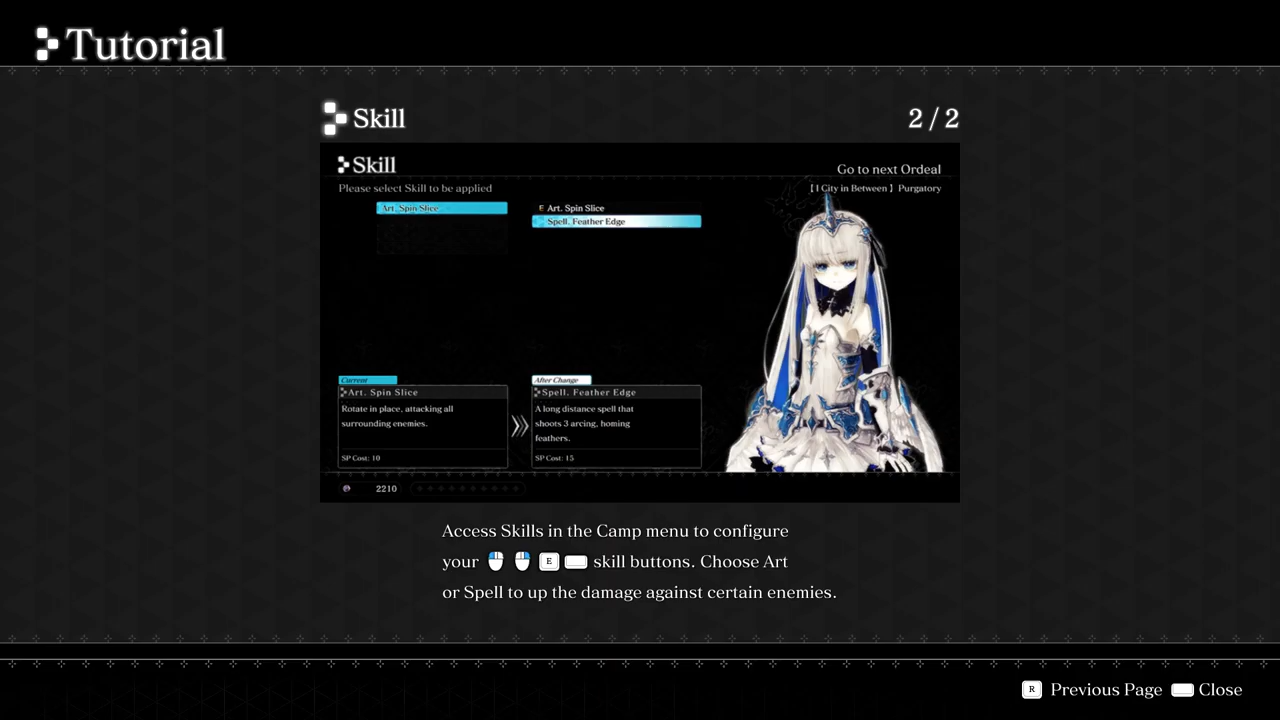 Tutorial
Skill
2 / 2
Skill
Go to next Ordeal
Please select Skill to be applied
[ I City in Between ] Purgatory
Art. Spin Slice
E Art. Spin Slice
Spell. Feather Edge
Current
After Change
Art. Spin Slice
Spell. Feather Edge
Rotate in place, attacking all
surrounding enemies.
A long distance spell that
shoots 3 arcing, homing
feathers.
SP Cost: 10
SP Cost: 15
2210
Access Skills in the Camp menu to configure
your E skill buttons. Choose Art
or Spell to up the damage against certain enemies.
R Previous Page Close